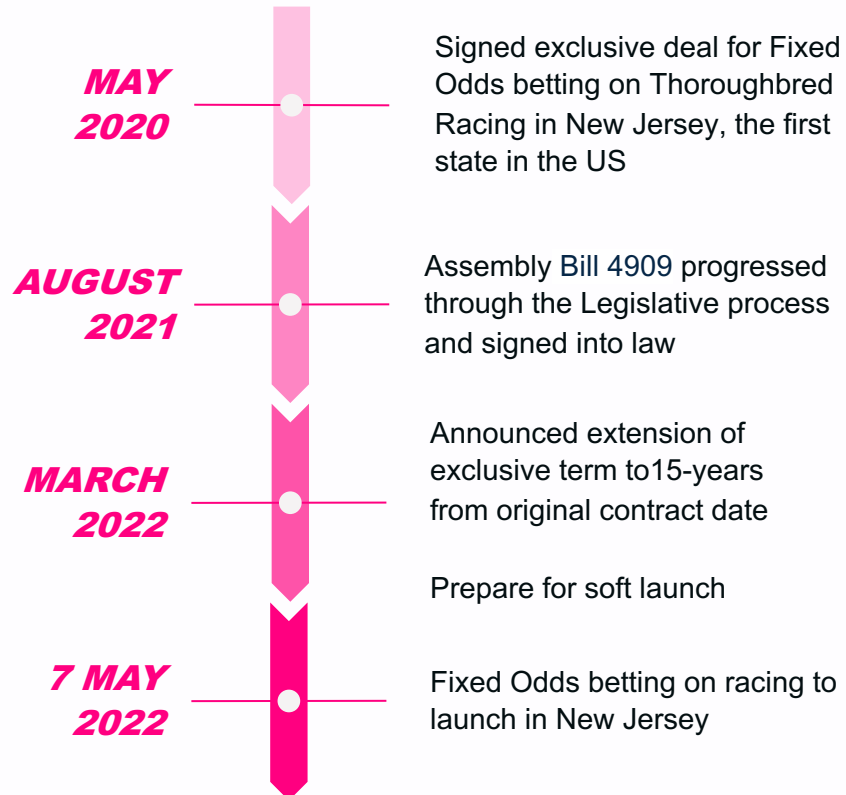 MAY
2020
Signed exclusive deal for Fixed
Odds betting on Thoroughbred
Racing in New Jersey, the first
state in the US
AUGUST
2021
Assembly Bill 4909 progressed
through the Legislative process
and signed into law
MARCH
2022
Announced extension of
exclusive term to15-years
from original contract date
Prepare for soft launch
7 MAY
2022
Fixed Odds betting on racing to
launch in New Jersey